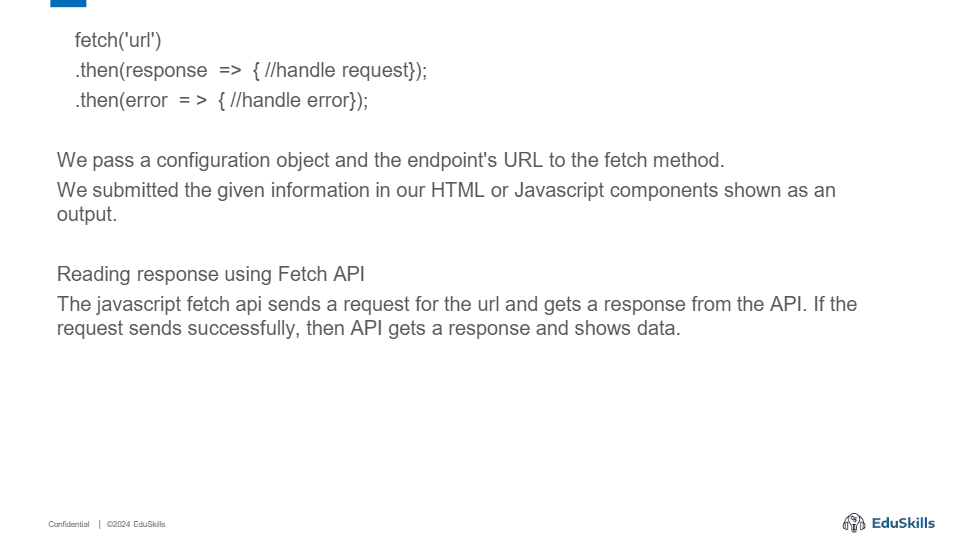 fetch('url')
.then(response => { //handle request});
.then(error = > { //handle error});
We pass a configuration object and the endpoint's URL to the fetch method.
We submitted the given information in our HTML or Javascript components shown as an
output.
Reading response using Fetch API
The javascript fetch api sends a request for the url and gets a response from the API. If the
request sends successfully, then API gets a response and shows data.
Confidential | ©2024 EduSkills
EduSkills